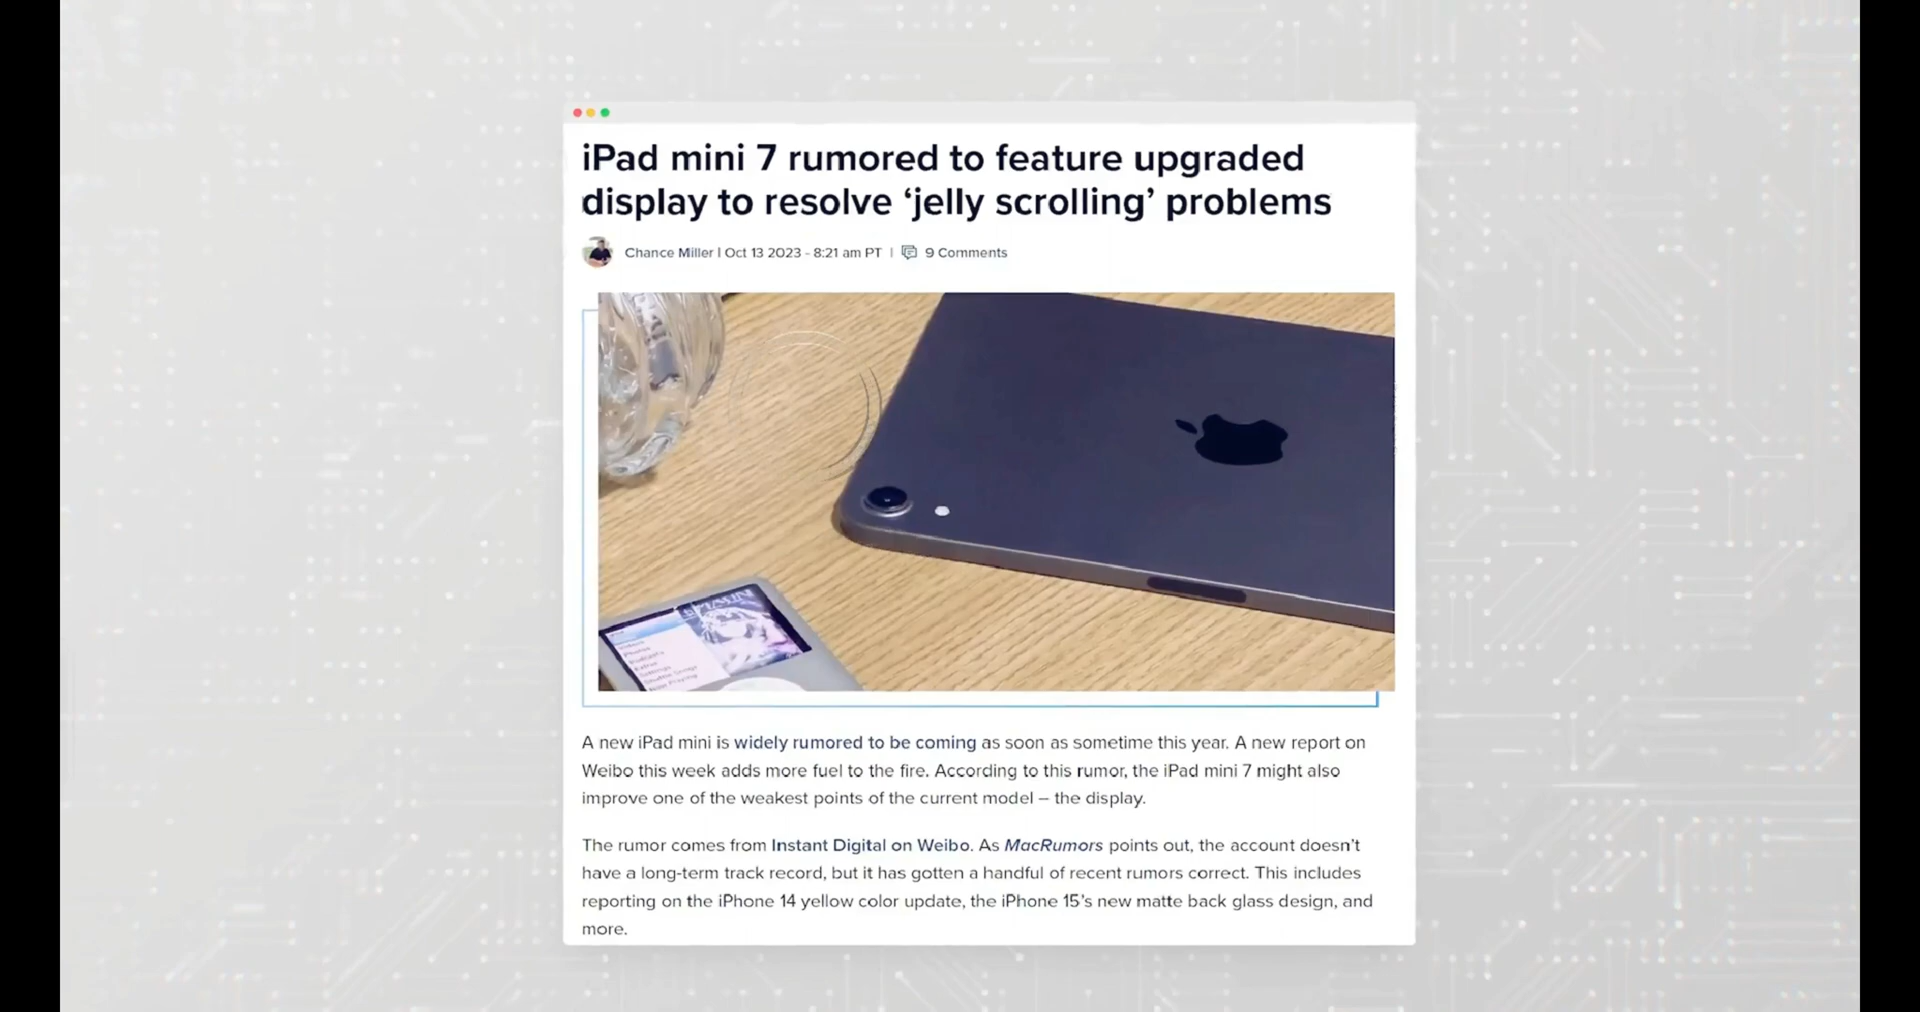 iPad mini 7 rumored to feature upgraded
display to resolve ‘jelly scrolling’ problems
Chance Miller | Oct 13 2023 - 8:21 am PT | 9 Comments
Photos
Settings
Now Playing
A new iPad mini is widely rumored to be coming as soon as sometime this year. A new report on
Weibo this week adds more fuel to the fire. According to this rumor, the iPad mini 7 might also
improve one of the weakest points of the current model – the display.
The rumor comes from Instant Digital on Weibo. As MacRumors points out, the account doesn’t
have a long-term track record, but it has gotten a handful of recent rumors correct. This includes
reporting on the iPhone 14 yellow color update, the iPhone 15’s new matte back glass design, and
more.